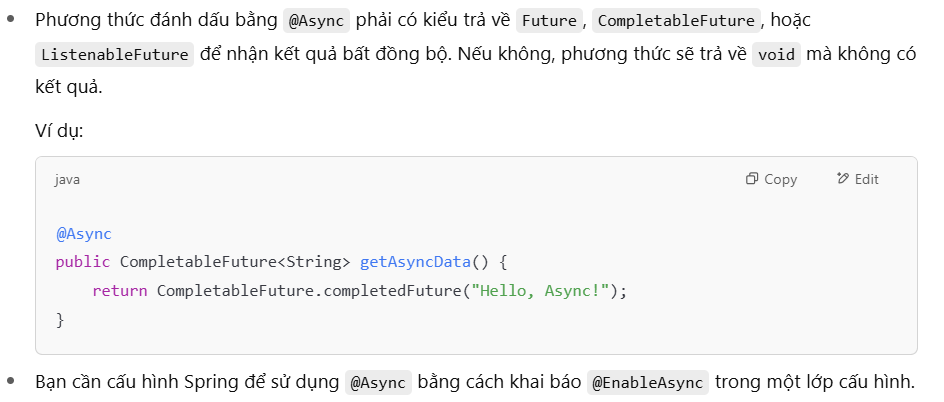 Phương thức đánh dấu bằng @Async phải có kiểu trả về Future, CompletableFuture, hoặc
ListenableFuture để nhận kết quả bất đồng bộ. Nếu không, phương thức sẽ trả về void mà không có
kết quả.
Ví dụ:
java
Copy
Edit
@Async
public CompletableFuture<String> getAsyncData() {
    return CompletableFuture.completedFuture("Hello, Async!");
}
Bạn cần cấu hình Spring để sử dụng @Async bằng cách khai báo @EnableAsync trong một lớp cấu hình.